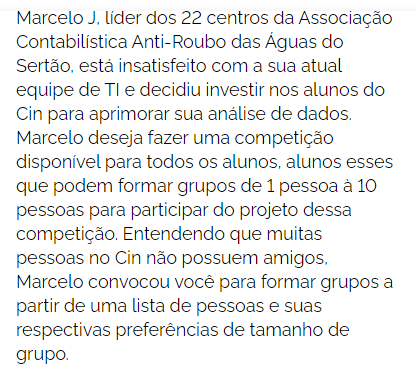 Marcelo J, líder dos 22 centros da Associação
Contabilística Anti-Roubo das Águas do
Sertão, está insatisfeito com a sua atual
equipe de TI e decidiu investir nos alunos do
Cin para aprimorar sua análise de dados.
Marcelo deseja fazer uma competição
disponível para todos os alunos, alunos esses
que podem formar grupos de 1 pessoa à 10
pessoas para participar do projeto dessa
competição. Entendendo que muitas
pessoas no Cin não possuem amigos,
Marcelo convocou você para formar grupos a
partir de uma lista de pessoas e suas
respectivas preferências de tamanho de
grupo.